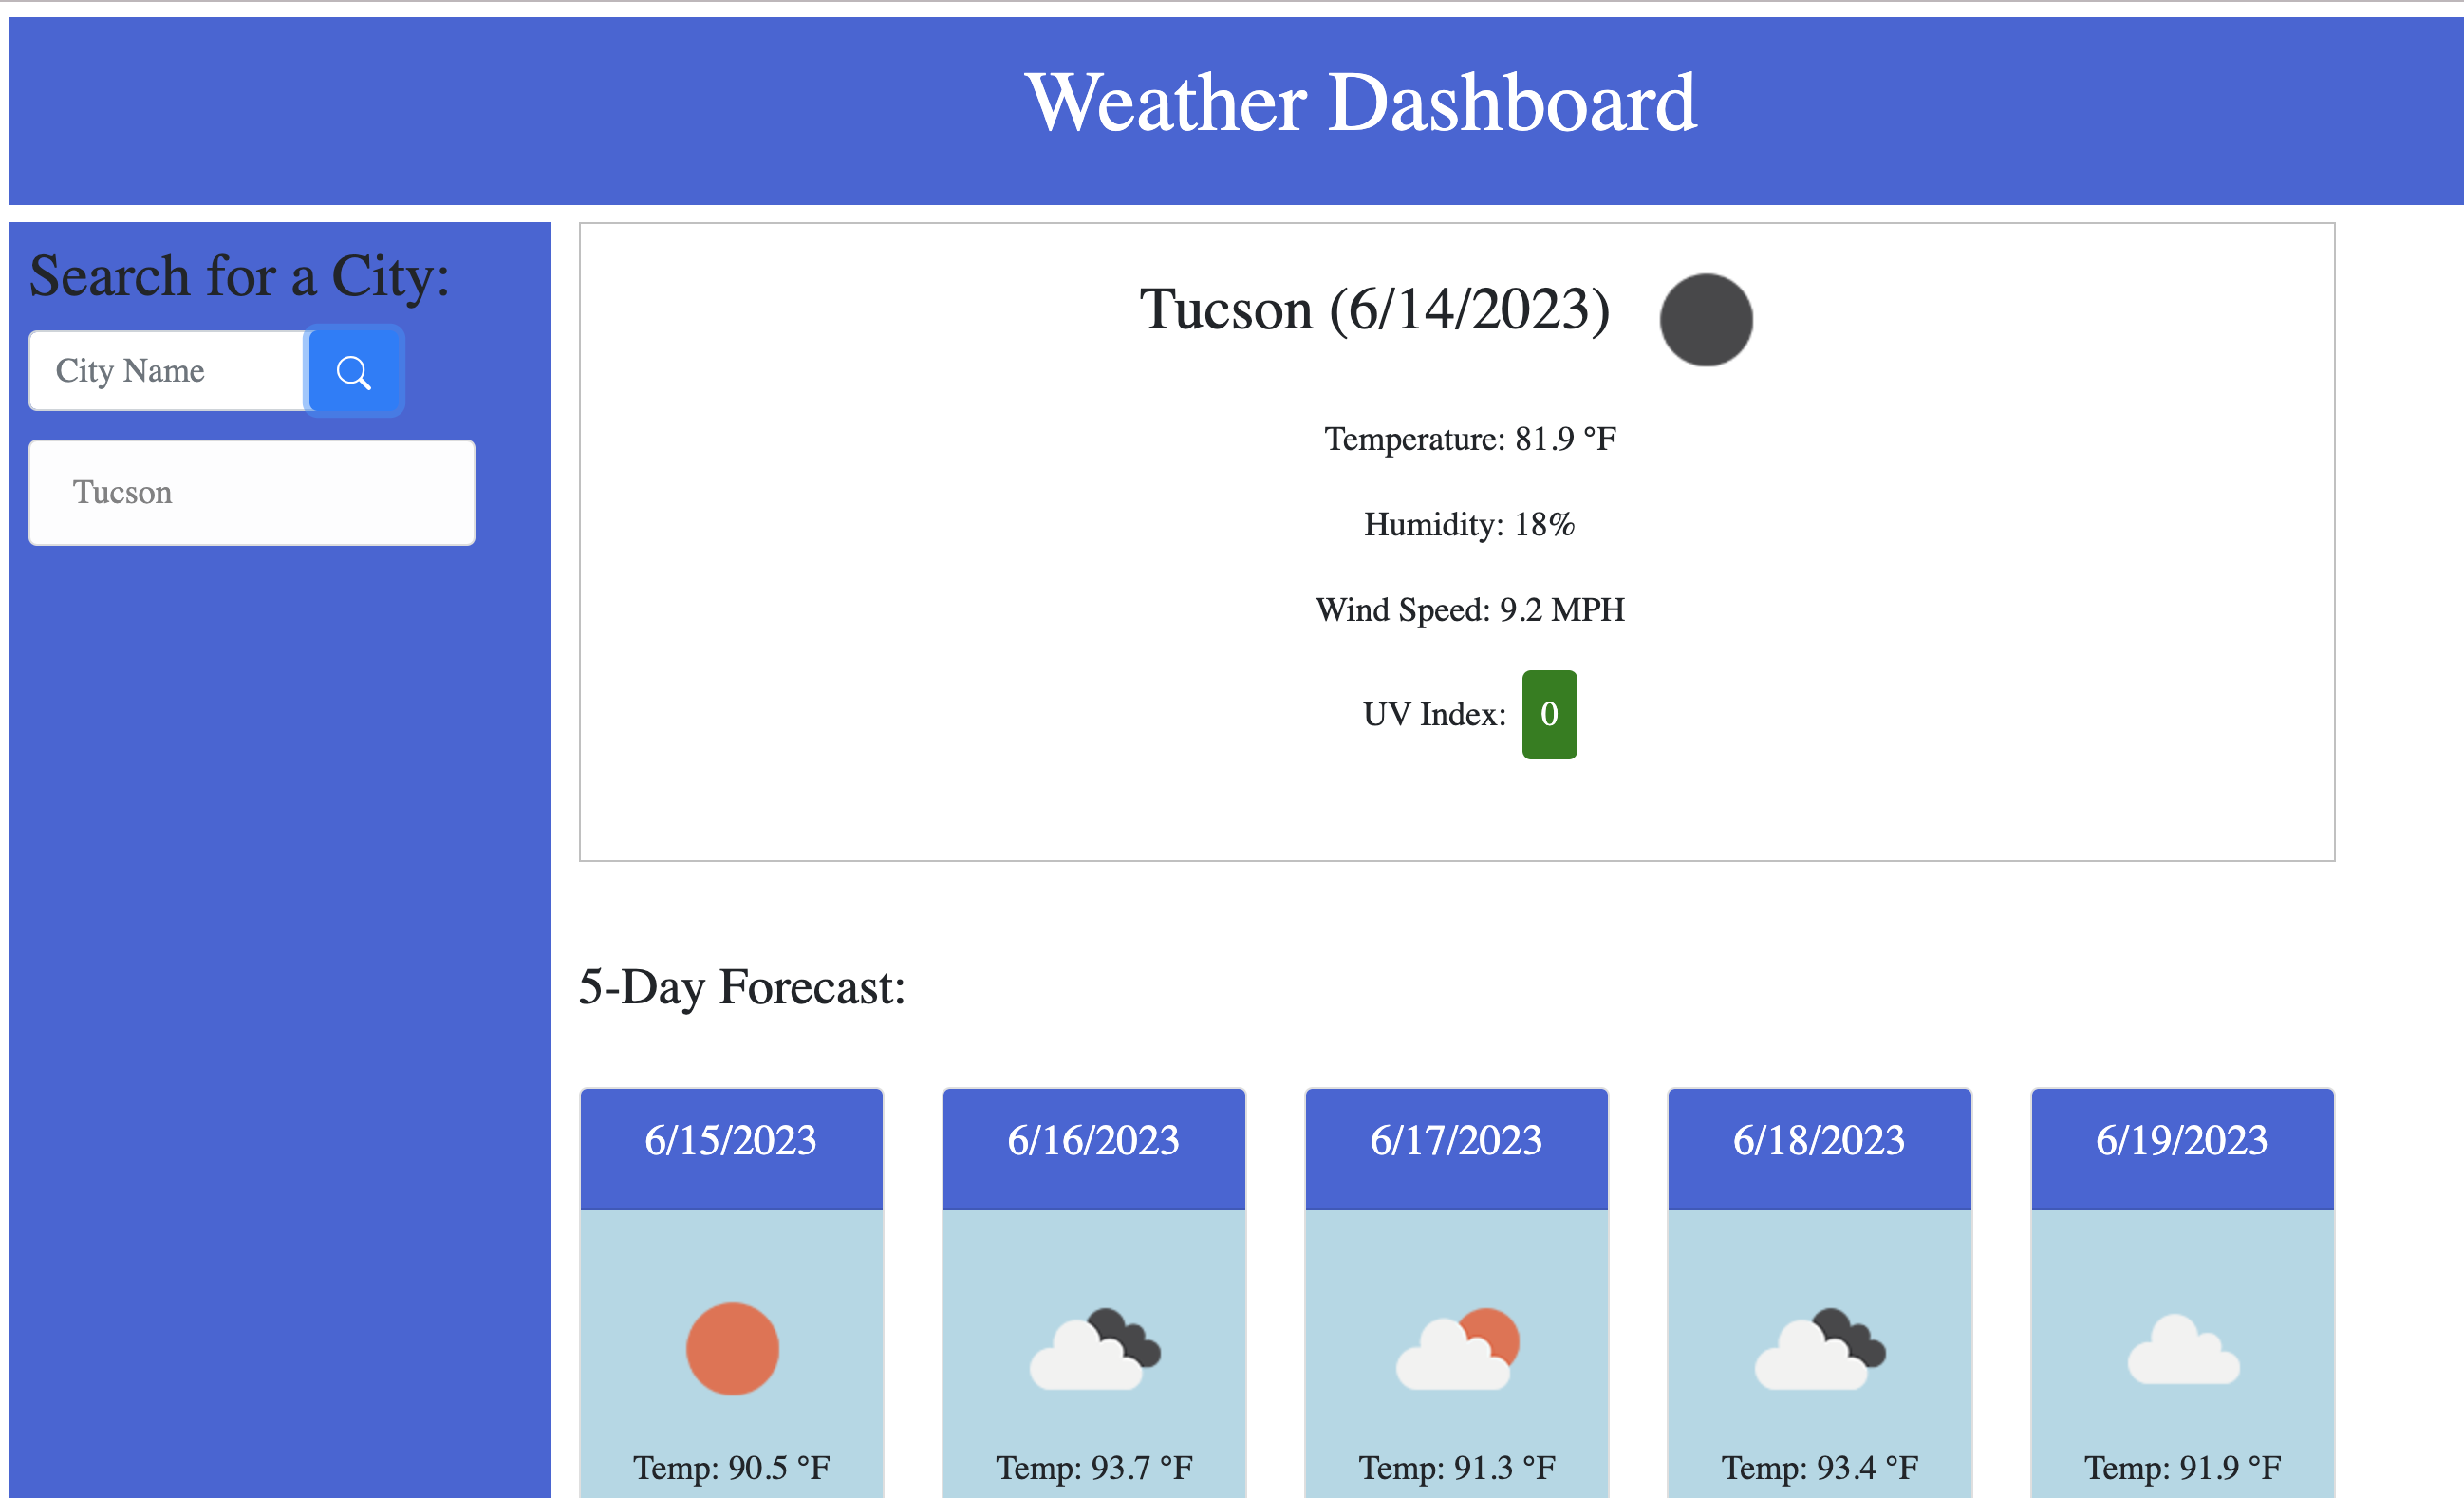 Weather Dashboard
Search for a City:
City Name
Tucson
Tucson (6/14/2023)
Temperature: 81.9 °F
Humidity: 18%
Wind Speed: 9.2 MPH
UV Index: 0
5-Day Forecast:
6/15/2023
Temp: 90.5 °F
6/16/2023
Temp: 93.7 °F
6/17/2023
Temp: 91.3 °F
6/18/2023
Temp: 93.4 °F
6/19/2023
Temp: 91.9 °F